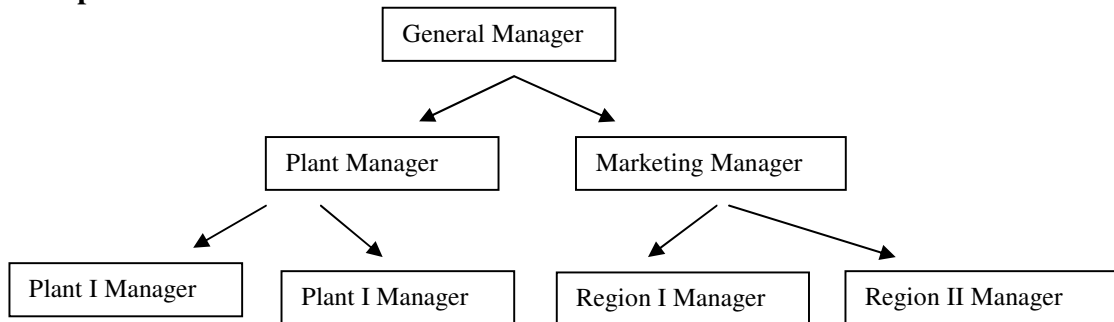 General Manager
Plant Manager
Marketing Manager
Plant I Manager
Plant I Manager
Region I Manager
Region II Manager